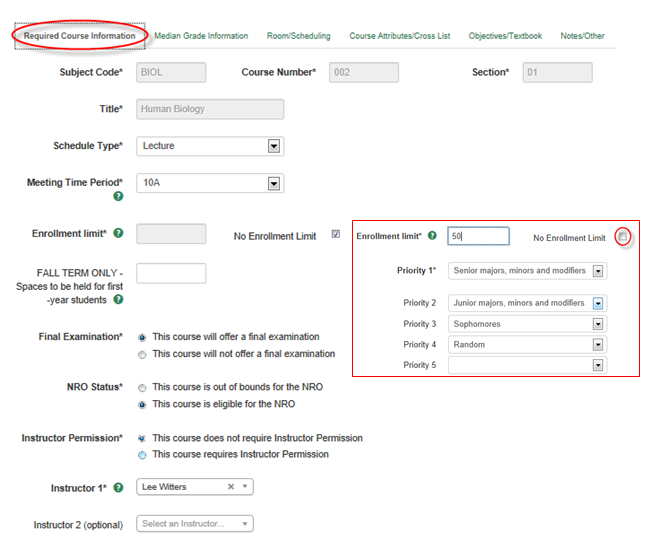 Required Course Information Median Grade Information Room/Scheduling Course Attributes/Cross List Objectives/Textbook Notes/Other
Subject Code* BIOL Course Number* 002 Section* 01
Title* Human Biology
Schedule Type* Lecture
Meeting Time Period* 10A
?
Enrollment limit* ? No Enrollment Limit
FALL TERM ONLY -
Spaces to be held for first
-year students ?
Enrollment limit* ? 50 No Enrollment Limit
Priority 1* Senior majors, minors and modifiers
Priority 2 Junior majors, minors and modifiers
Priority 3 Sophomores
Priority 4 Random
Priority 5
Final Examination* This course will offer a final examination
This course will not offer a final examination
NRO Status* This course is out of bounds for the NRO
This course is eligible for the NRO
Instructor Permission* This course does not require Instructor Permission
This course requires Instructor Permission
Instructor 1* ? Lee Witters
Instructor 2 (optional) Select an Instructor...